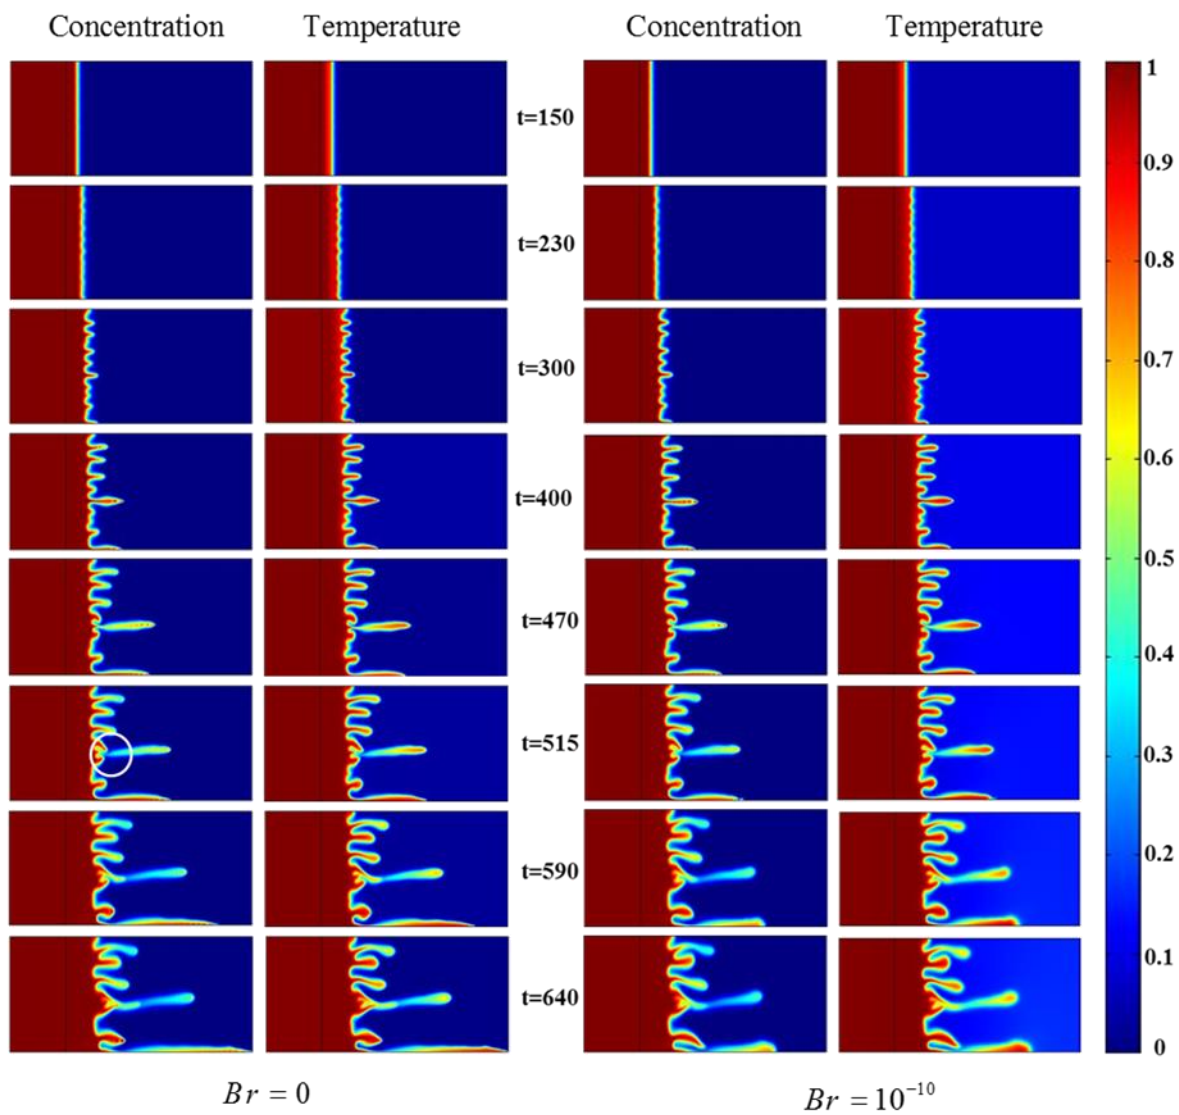 Concentration Temperature Concentration Temperature
1
t=150
0.9
t=230
0.8
t=300
0.7
0.6
t=400
0.5
t=470
0.4
t=515
0.3
0.2
t=590
0.1
t=640
0
Br = 0 Br = 10⁻¹⁰